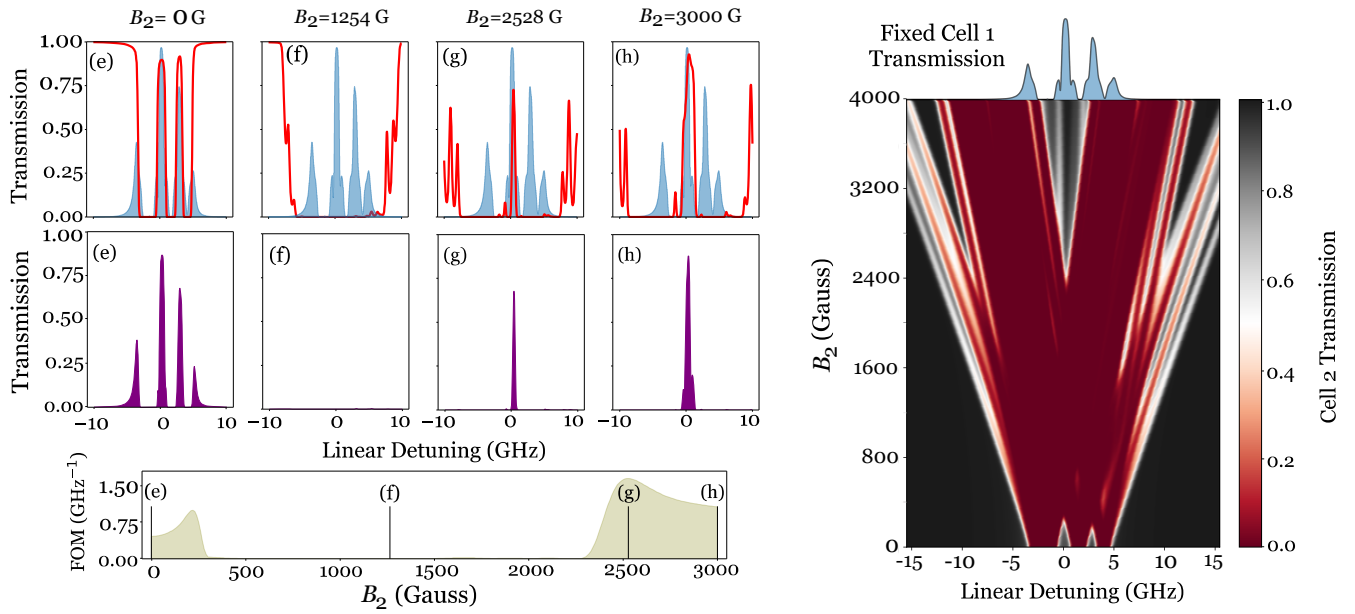 B2= 0 G
B2=1254 G
B2=2528 G
B2=3000 G
Transmission
1.00
0.75
0.50
0.25
0.00
(e)
(f)
(g)
(h)
Transmission
1.00
0.75
0.50
0.25
0.00
(e)
(f)
(g)
(h)
−10 0 10
−10 0 10
−10 0 10
−10 0 10
Linear Detuning (GHz)
FOM (GHz−1)
1.50
0.75
0.00
(e)
(f)
(g)
(h)
0 500 1000 1500 2000 2500 3000
B2 (Gauss)
Fixed Cell 1
Transmission
B2 (Gauss)
4000
3200
2400
1600
800
0
-15 -10 -5 0 5 10 15
Linear Detuning (GHz)
1.0
0.8
0.6
0.4
0.2
0.0
Cell 2 Transmission